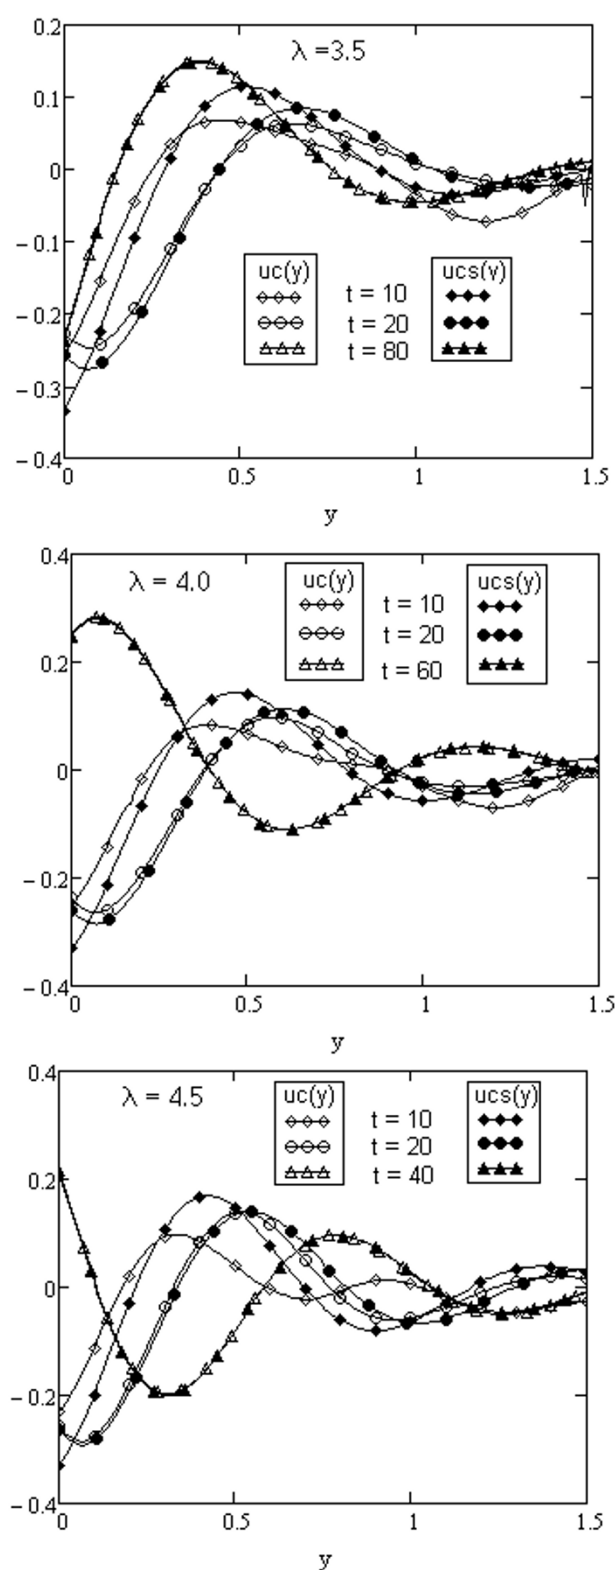 0.2
λ =3.5
0.1
0
− 0.1
uc(y) ucs(y)
t = 10
− 0.2
t = 20
t = 80
− 0.3
− 0.4
0 0.5 1 1.5
y
0.4
λ = 4.0 uc(y) ucs(y)
t = 10
0.2
t = 20
t = 60
0
− 0.2
− 0.4
0 0.5 1 1.5
y
0.4
λ = 4.5 uc(y) ucs(y)
t = 10
t = 20
0.2
t = 40
0
− 0.2
− 0.4
0 0.5 1 1.5
y